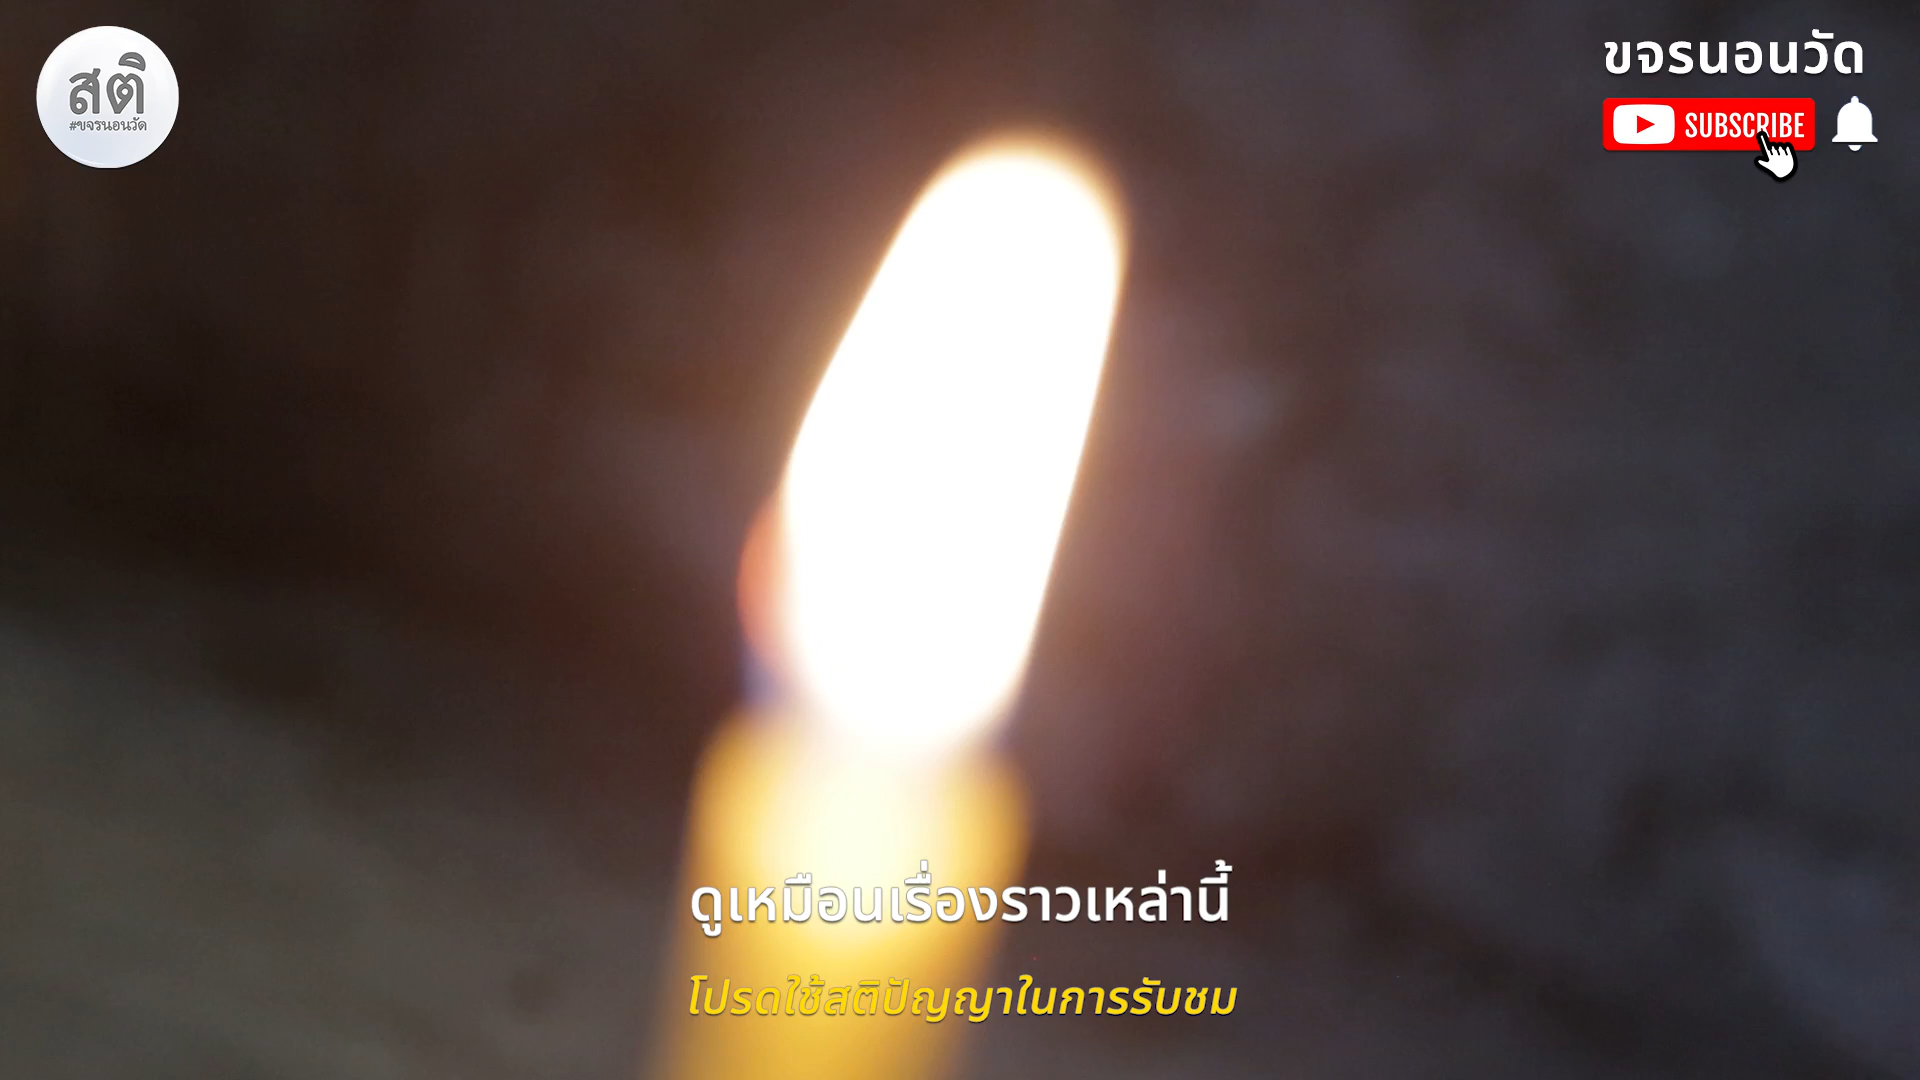 สติ
#ขจรนอนวัด
ขจรนอนวัด
SUBSCRIBE
ดูเหมือนเรื่องราวเหล่านี้
โปรดใช้สติปัญญาในการรับชม